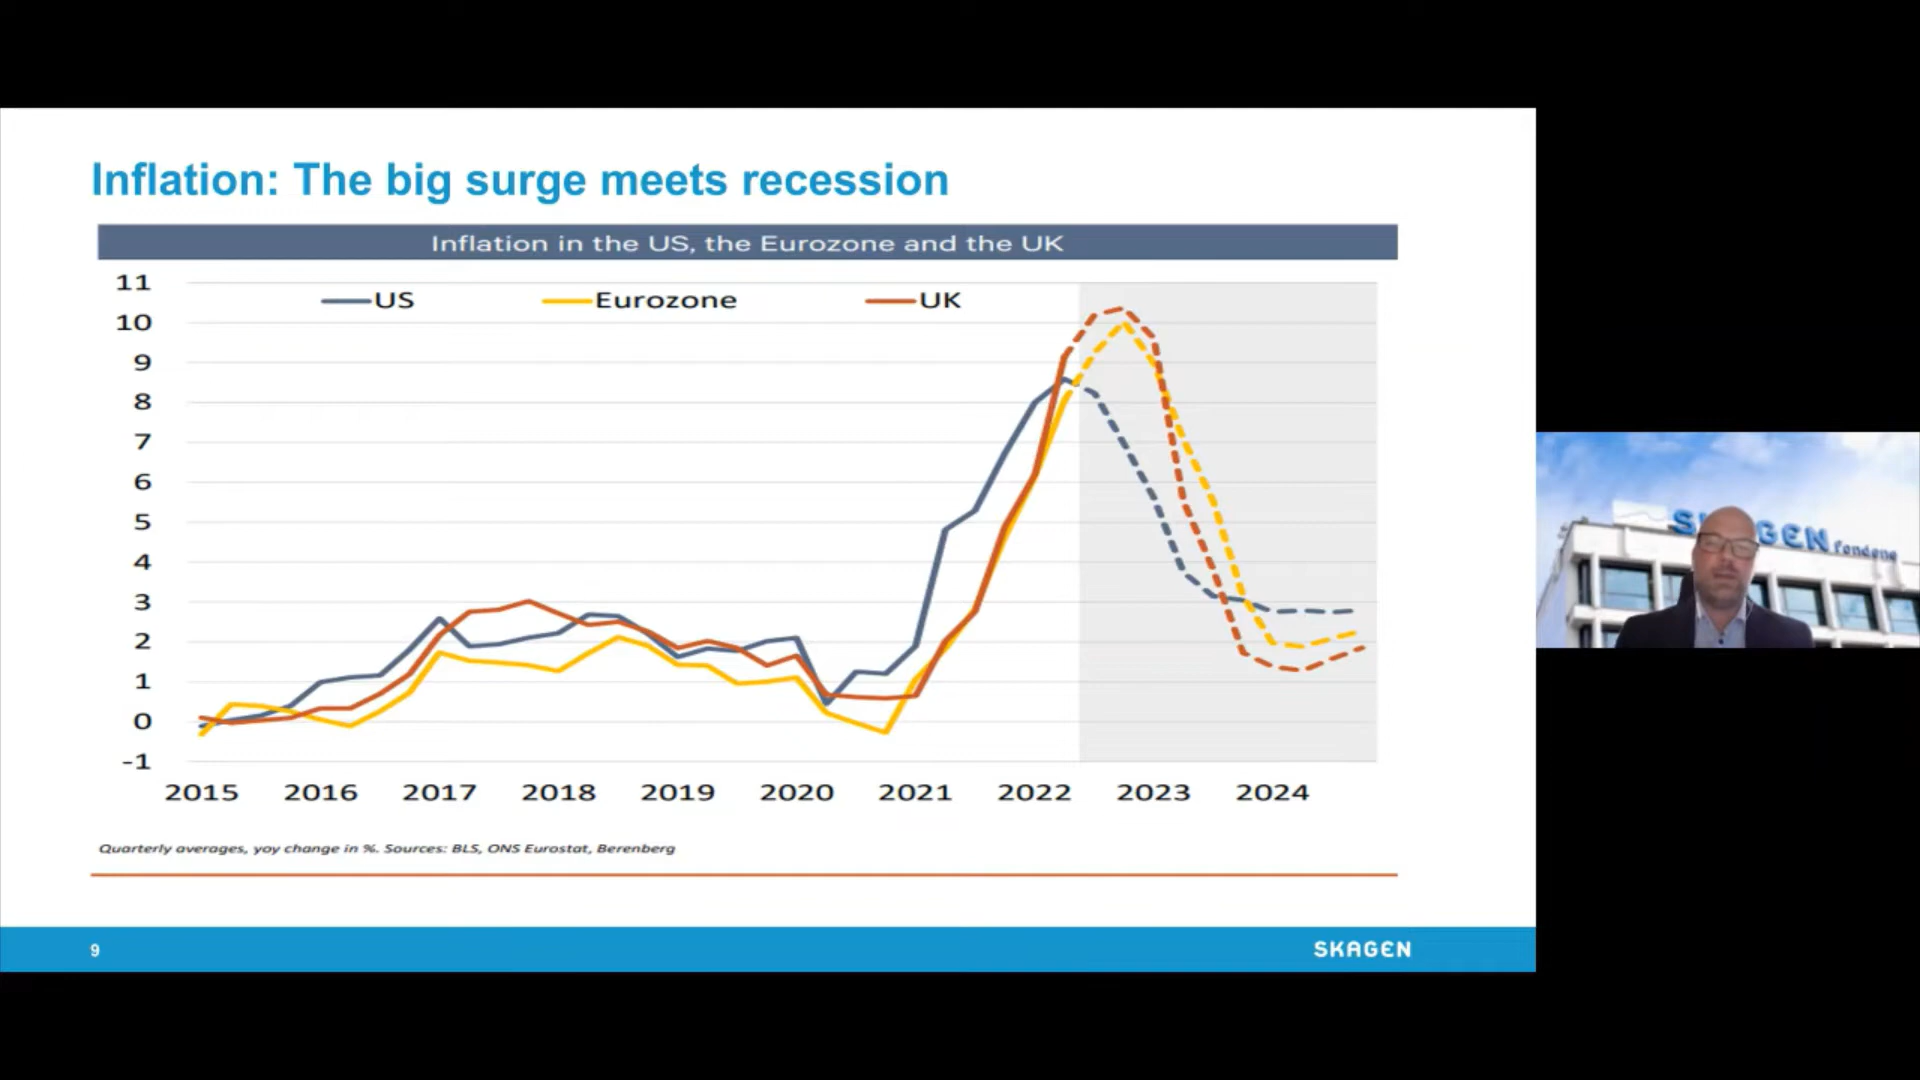 Inflation: The big surge meets recession
Inflation in the US, the Eurozone and the UK
US Eurozone UK
11
10
9
8
7
6
5
4
3
2
1
0
-1
2015 2016 2017 2018 2019 2020 2021 2022 2023 2024
Quarterly averages, yoy change in %. Sources: BLS, ONS Eurostat, Berenberg
9
SKAGEN
fondene